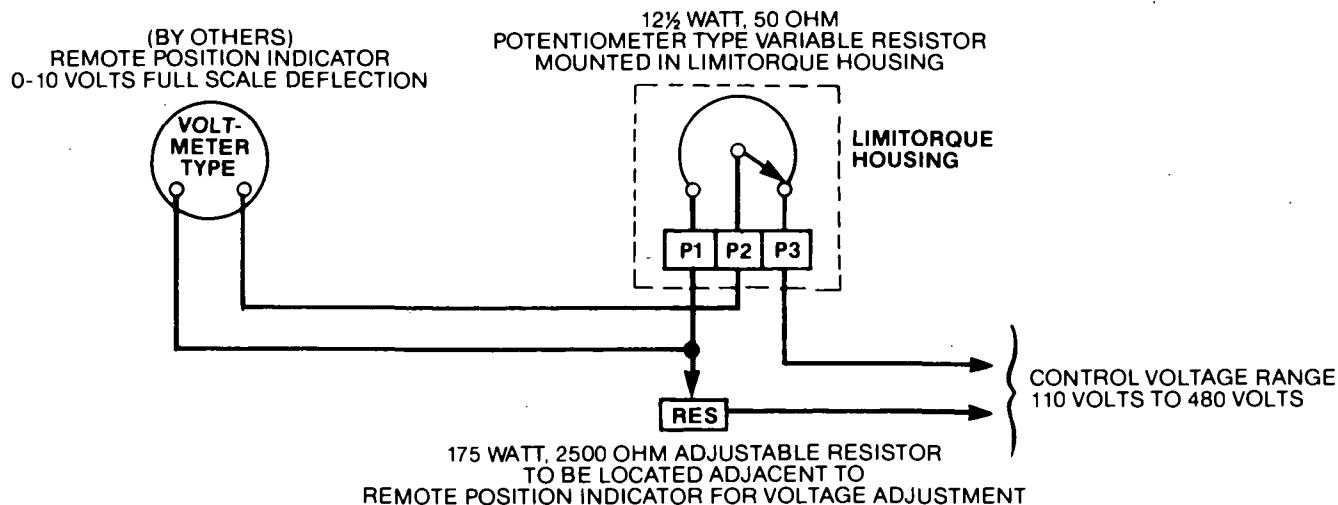 (BY OTHERS)
REMOTE POSITION INDICATOR
0-10 VOLTS FULL SCALE DEFLECTION
12½ WATT, 50 OHM
POTENTIOMETER TYPE VARIABLE RESISTOR
MOUNTED IN LIMITORQUE HOUSING
VOLT-
METER
TYPE
LIMITORQUE
HOUSING
P1 P2 P3
CONTROL VOLTAGE RANGE
110 VOLTS TO 480 VOLTS
RES
175 WATT, 2500 OHM ADJUSTABLE RESISTOR
TO BE LOCATED ADJACENT TO
REMOTE POSITION INDICATOR FOR VOLTAGE ADJUSTMENT